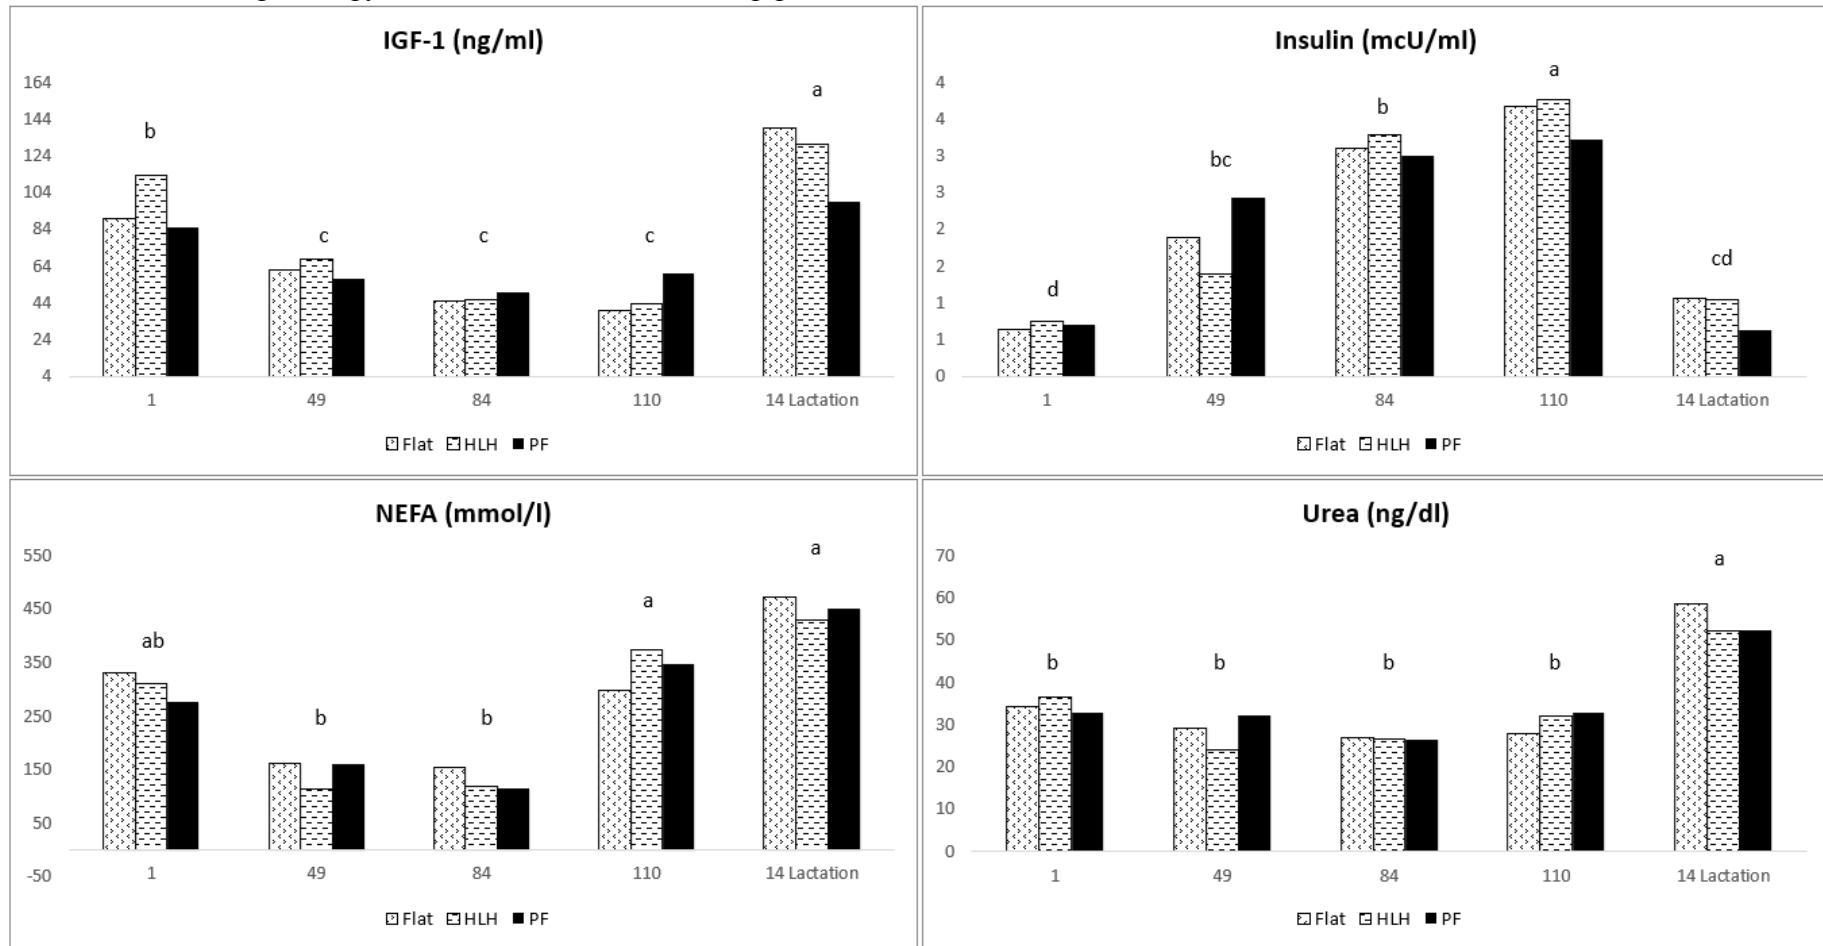 IGF-1 (ng/ml)
164
144
124
104
84
64
44
24
4
b
c
c
c
a
1 49 84 110 14 Lactation
Flat HLH PF
Insulin (mcU/ml)
4
4
3
3
2
2
1
1
0
d
bc
b
a
cd
1 49 84 110 14 Lactation
Flat HLH PF
NEFA (mmol/l)
550
450
350
250
150
50
-50
ab
b
b
a
a
1 49 84 110 14 Lactation
Flat HLH PF
Urea (ng/dl)
70
60
50
40
30
20
10
0
b
b
b
b
a
1 49 84 110 14 Lactation
Flat HLH PF